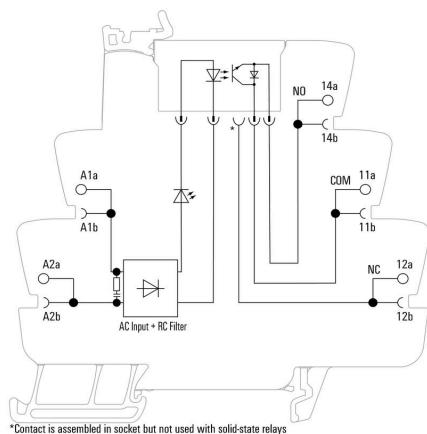 NO
14a
14b
*
A1a
A1b
COM
11a
11b
A2a
A2b
NC
12a
12b
AC Input + RC Filter
*Contact is assembled in socket but not used with solid-state relays